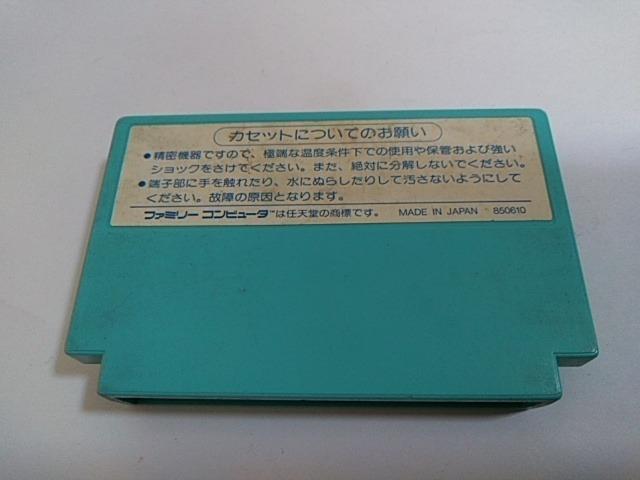 カセットについてのお願い
●精密機器ですので、極端な温度条件下での使用や保管および強い
ショックをさけてください。また、絶対に分解しないでください。
●端子部に手を触れたり、水にぬらしたりして汚さないようにして
ください。故障の原因となります。
ファミリー コンピュータ™は任天堂の商標です。 MADE IN JAPAN 850610